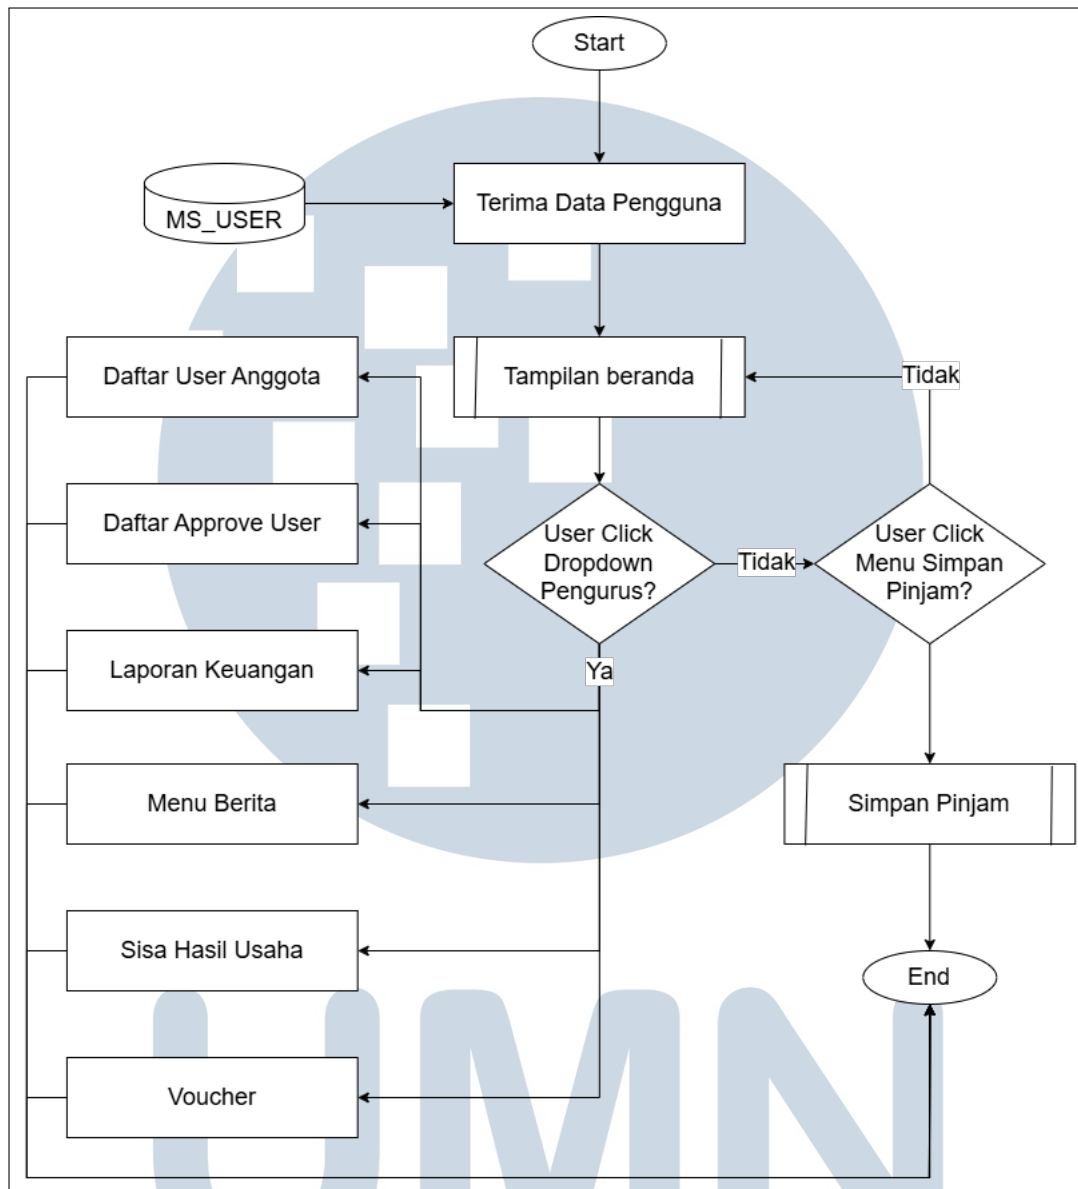 Start
MS_USER
Terima Data Pengguna
Daftar User Anggota
Tampilan beranda
Tidak
Daftar Approve User
User Click
Dropdown
Pengurus?
Tidak
User Click
Menu Simpan
Pinjam?
Laporan Keuangan
Ya
Menu Berita
Simpan Pinjam
Sisa Hasil Usaha
End
Voucher
UMN